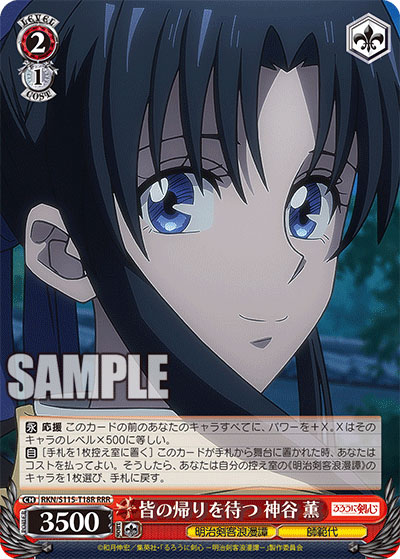 LEVEL
2
1
COST
SAMPLE
永 応援 このカードの前のあなたのキャラすべてに、パワーを+X。Xはそ
のキャラのレベル×500に等しい。
自 [手札を1枚控え室に置く] このカードが手札から舞台に置かれた時、あなたは
コストを払ってよい。そうしたら、あなたは自分の控え室の《明治剣客浪漫譚》の
キャラを1枚選び、手札に戻す。
CH RKN/S115-T18R RRR
3500
皆の帰りを待つ 神谷 薫
るろうに剣心
明治剣客浪漫譚
師範代
©和月伸宏/集英社・「るろうに剣心 -明治剣客浪漫譚-」製作委員会